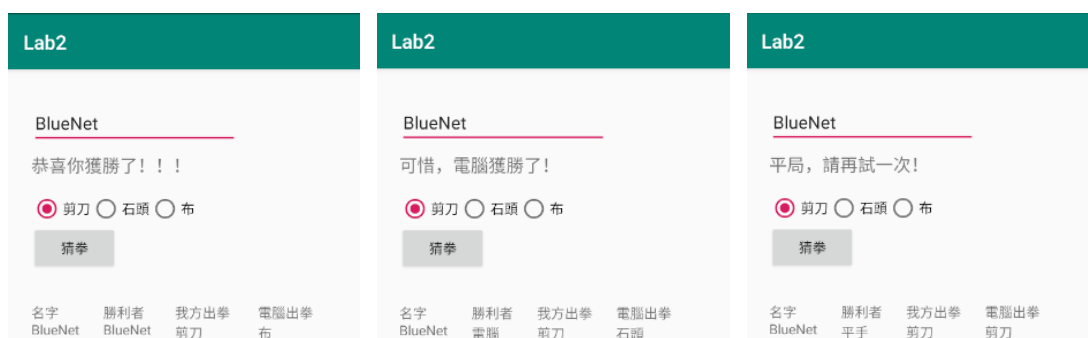 Lab2
BlueNet
恭喜你獲勝了！！！
剪刀 石頭 布
猜拳
名字 勝利者 我方出拳 電腦出拳
BlueNet BlueNet 剪刀 布
Lab2
BlueNet
可惜，電腦獲勝了！
剪刀 石頭 布
猜拳
名字 勝利者 我方出拳 電腦出拳
BlueNet 電腦 剪刀 石頭
Lab2
BlueNet
平局，請再試一次！
剪刀 石頭 布
猜拳
名字 勝利者 我方出拳 電腦出拳
BlueNet 平手 剪刀 剪刀